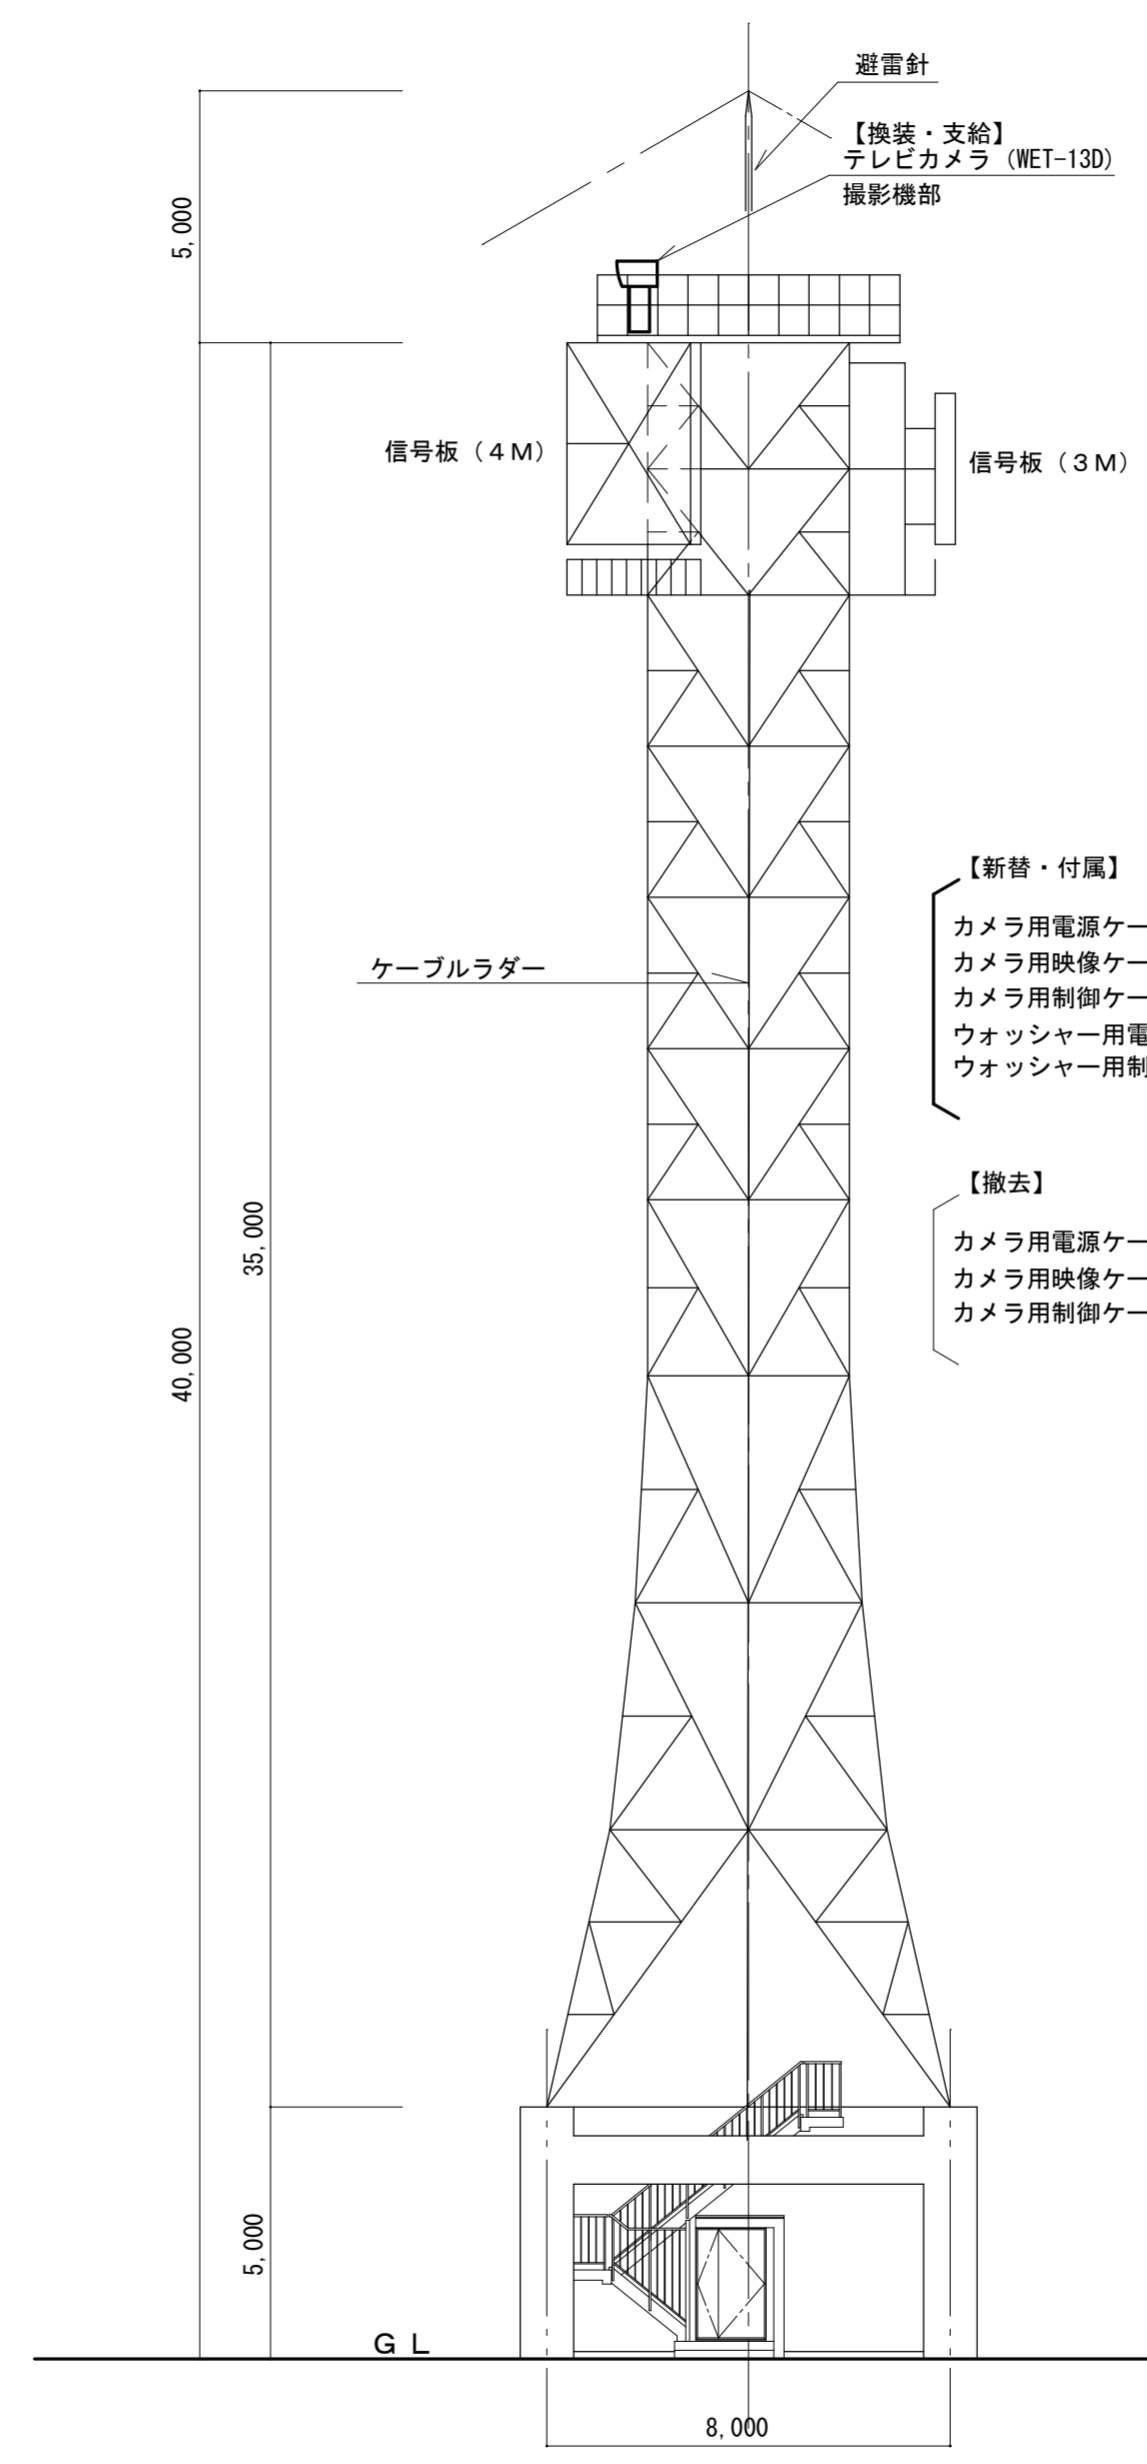 避雷針
【換装・支給】
テレビカメラ (WET-13D)
撮影機部
5,000
信号板(4M)
信号板(3M)
【新替・付属】
カメラ用電源ケー
カメラ用映像ケー
カメラ用制御ケー
ウォッシャー用電
ウォッシャー用制
ケーブルラダー
【撤去】
カメラ用電源ケー
カメラ用映像ケー
カメラ用制御ケー
35,000
40,000
5,000
GL
8,000